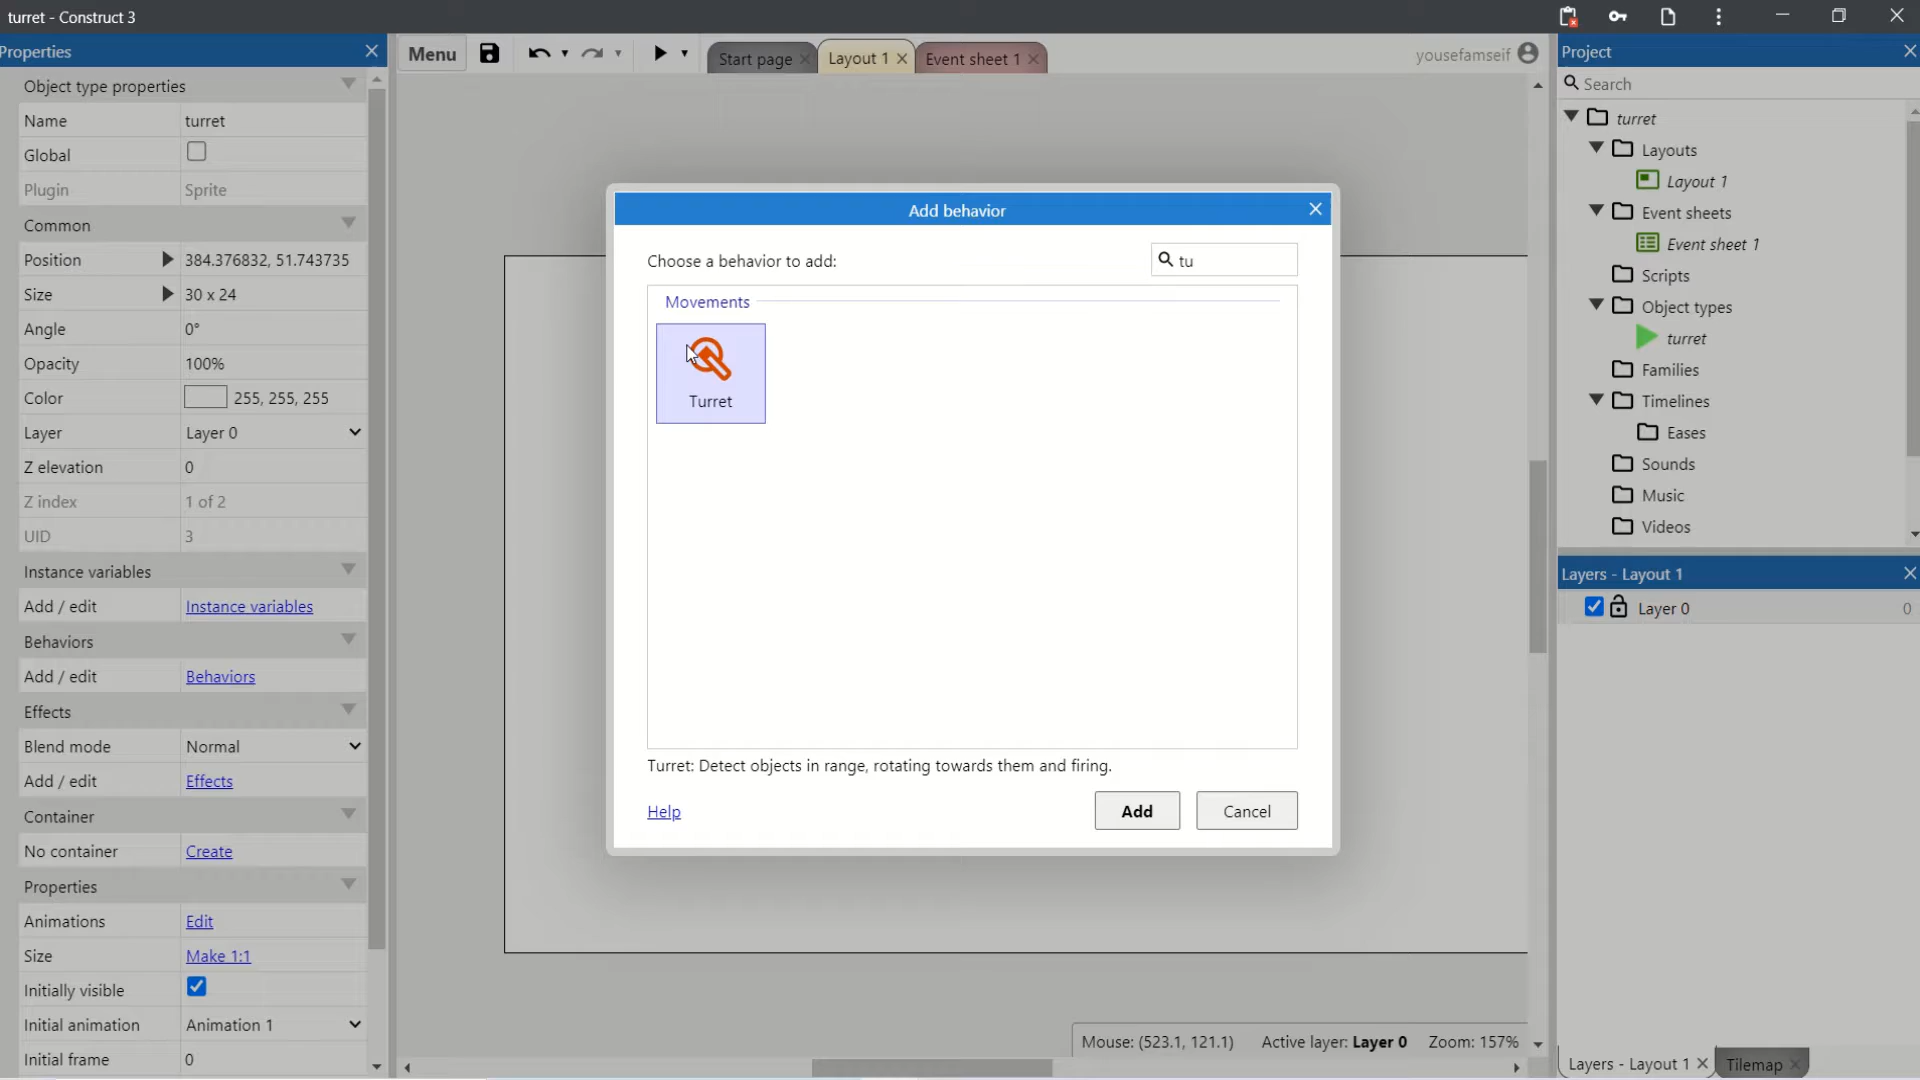 turret - Construct 3
Properties
Object type properties
Name turret
Global
Plugin Sprite
Common
Position 384.376832, 51.743735
Size 30 x 24
Angle 0°
Opacity 100%
Color 255, 255, 255
Layer Layer 0
Z elevation 0
Z index 1 of 2
UID 3
Instance variables
Add / edit Instance variables
Behaviors
Add / edit Behaviors
Effects
Blend mode Normal
Add / edit Effects
Container
No container Create
Properties
Animations Edit
Size Make 1:1
Initially visible
Initial animation Animation 1
Initial frame 0
Menu
Start page Layout 1 Event sheet 1
yousefamseif
Add behavior
Choose a behavior to add: tu
Movements
Turret
Turret: Detect objects in range, rotating towards them and firing.
Help Add Cancel
Mouse: (523.1, 121.1) Active layer: Layer 0 Zoom: 157%
Project
Search
turret
Layouts
Layout 1
Event sheets
Event sheet 1
Scripts
Object types
turret
Families
Timelines
Eases
Sounds
Music
Videos
Layers - Layout 1
Layer 0 0
Layers - Layout 1 Tilemap